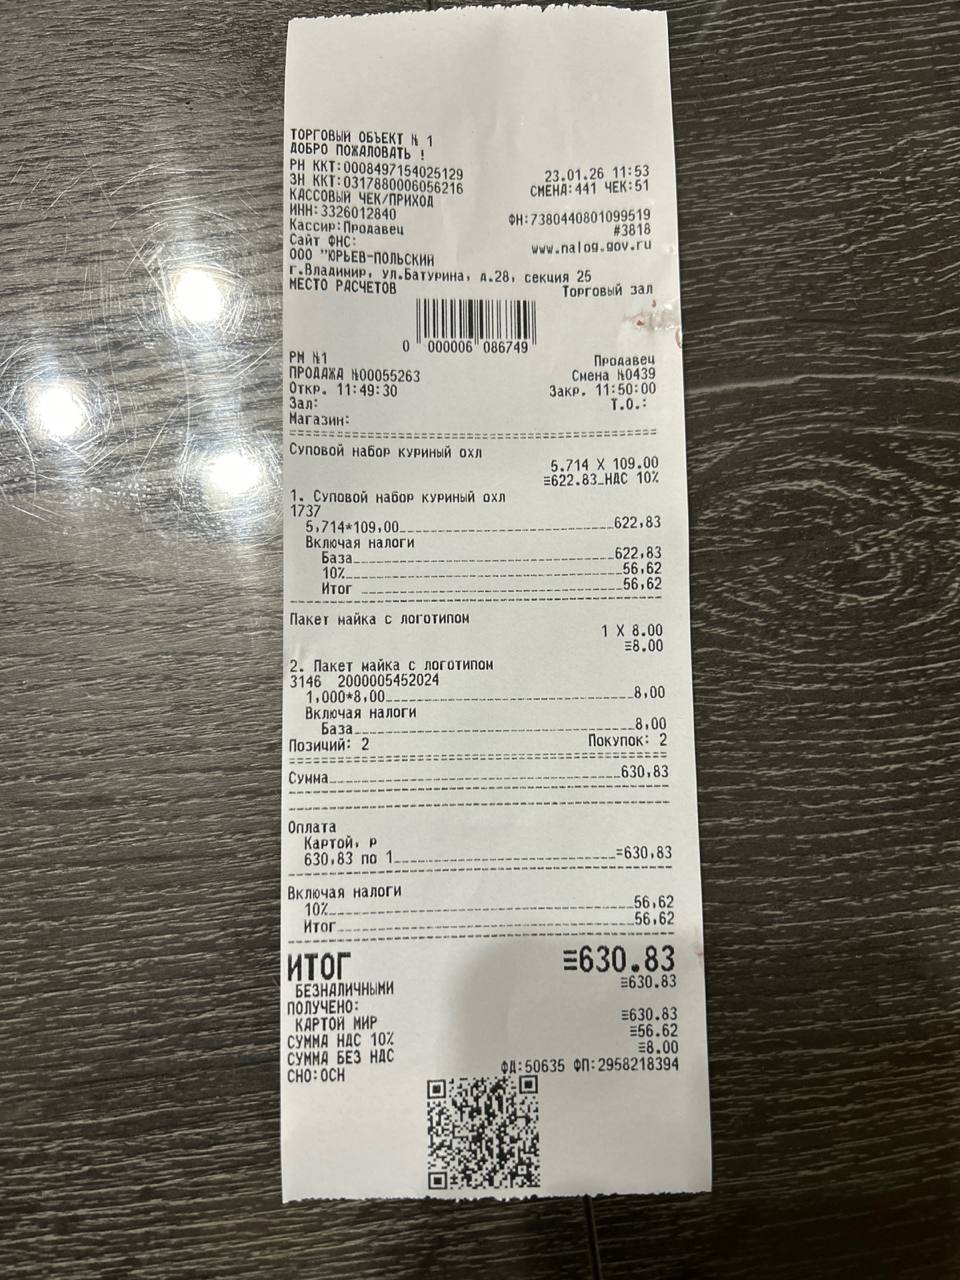 ТОРГОВЫЙ ОБЪЕКТ № 1
ДОБРО ПОЖАЛОВАТЬ !
РН ККТ:0008497154025129 23.01.26 11:53
ЗН ККТ:0317880006056216 СМЕНА:441 ЧЕК:51
КАССОВЫЙ ЧЕК/ПРИХОД
ИНН:3326012840 ФН:7380440801099519
Кассир:Продавец #3818
Сайт ФНС: www.nalog.gov.ru
ООО "ЮРЬЕВ-ПОЛЬСКИЙ
г.Владимир, ул.Батурина, д.28, секция 25
МЕСТО РАСЧЕТОВ Торговый зал
0 000006 086749
РМ №1 Продавец
ПРОДАЖА №00055263 Смена №0439
Откр. 11:49:30 Закр. 11:50:00
Зал: Т.О.:
Магазин:
Суповой набор куриный охл
5.714 X 109.00
≡622.83_НДС 10%
1. Суповой набор куриный охл
1737
5,714*109,00 622,83
Включая налоги
База 622,83
10% 56,62
Итог 56,62
Пакет майка с логотипом
1 X 8.00
≡8.00
2. Пакет майка с логотипом
3146 2000005452024
1,000*8,00 8,00
Включая налоги
База 8,00
Позиций: 2 Покупок: 2
Сумма 630,83
Оплата
Картой, р
630,83 по 1 =630,83
Включая налоги
10% 56,62
Итог 56,62
ИТОГ ≡630.83
БЕЗНАЛИЧНЫМИ ≡630.83
ПОЛУЧЕНО:
КАРТОЙ МИР ≡630.83
СУММА НДС 10% ≡56.62
СУММА БЕЗ НДС ≡8.00
СНО:ОСН ФД:50635 ФП:2958218394